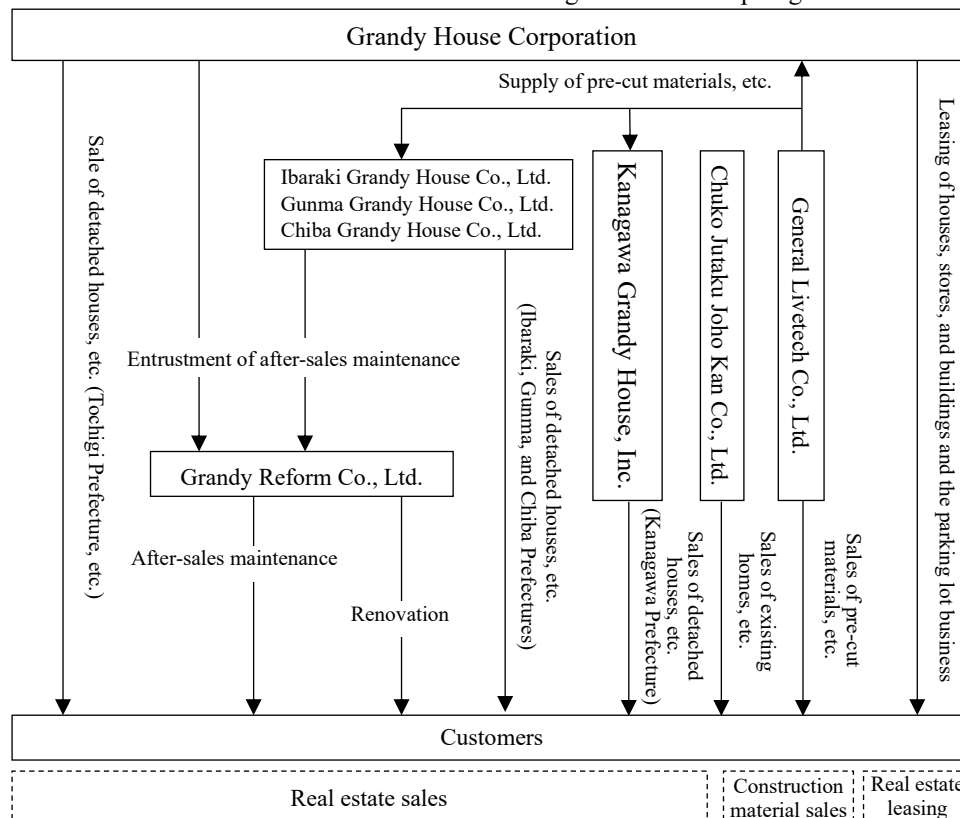 Grandy House Corporation
Supply of pre-cut materials, etc.
Sale of detached houses, etc. (Tochigi Prefecture, etc.)
Ibaraki Grandy House Co., Ltd.
Gunma Grandy House Co., Ltd.
Chiba Grandy House Co., Ltd.
Kanagawa Grandy House, Inc.
Chuko Jutaku Joho Kan Co., Ltd.
General Livetech Co., Ltd.
Leasing of houses, stores, and buildings and the parking lot business
Entrustment of after-sales maintenance
Sales of detached houses, etc.
(Ibaraki, Gunma, and Chiba Prefectures)
Grandy Reform Co., Ltd.
After-sales maintenance
Renovation
Sales of detached
houses, etc.
(Kanagawa Prefecture)
Sales of existing
homes, etc.
Sales of pre-cut
materials, etc.
Customers
Real estate sales
Construction
material sales
Real estate
leasing